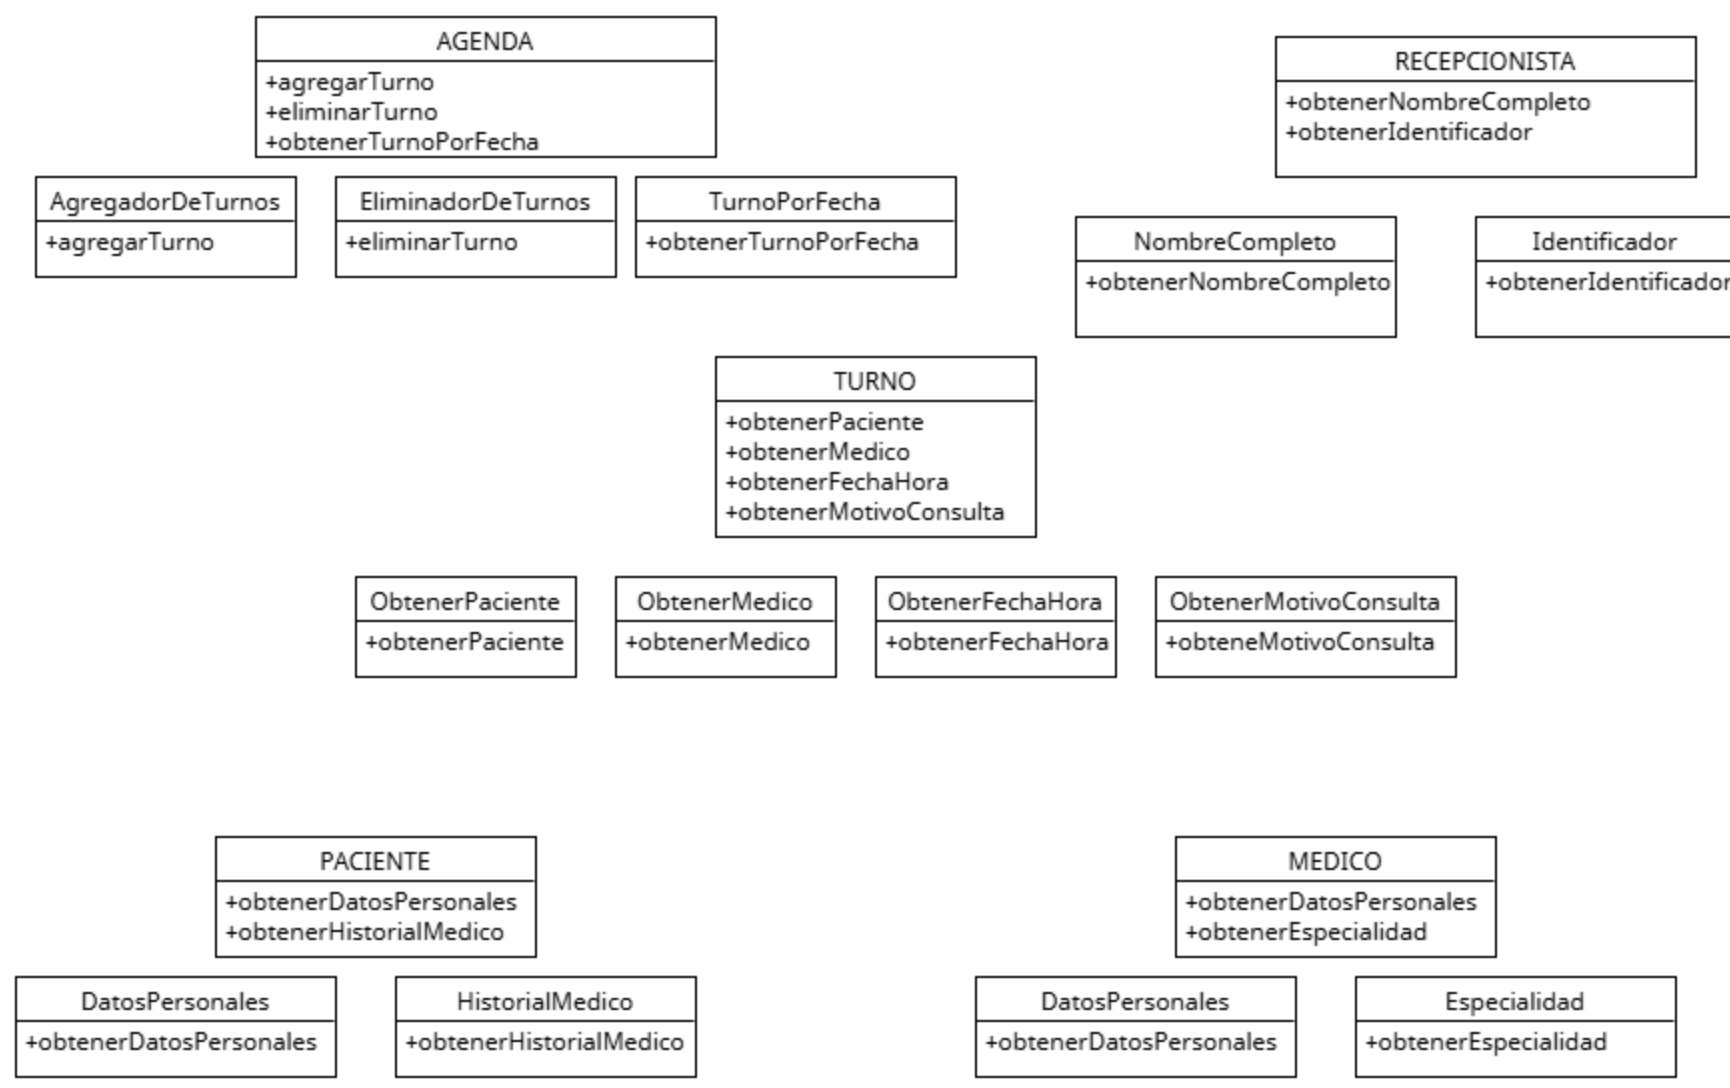 AGENDA
+agregarTurno
+eliminarTurno
+obtenerTurnoPorFecha
RECEPCIONISTA
+obtenerNombreCompleto
+obtenerIdentificador
AgregadorDeTurnos
+agregarTurno
EliminadorDeTurnos
+eliminarTurno
TurnoPorFecha
+obtenerTurnoPorFecha
NombreCompleto
+obtenerNombreCompleto
Identificador
+obtenerIdentificador
TURNO
+obtenerPaciente
+obtenerMedico
+obtenerFechaHora
+obtenerMotivoConsulta
ObtenerPaciente
+obtenerPaciente
ObtenerMedico
+obtenerMedico
ObtenerFechaHora
+obtenerFechaHora
ObtenerMotivoConsulta
+obteneMotivoConsulta
PACIENTE
+obtenerDatosPersonales
+obtenerHistorialMedico
MEDICO
+obtenerDatosPersonales
+obtenerEspecialidad
DatosPersonales
+obtenerDatosPersonales
HistorialMedico
+obtenerHistorialMedico
DatosPersonales
+obtenerDatosPersonales
Especialidad
+obtenerEspecialidad